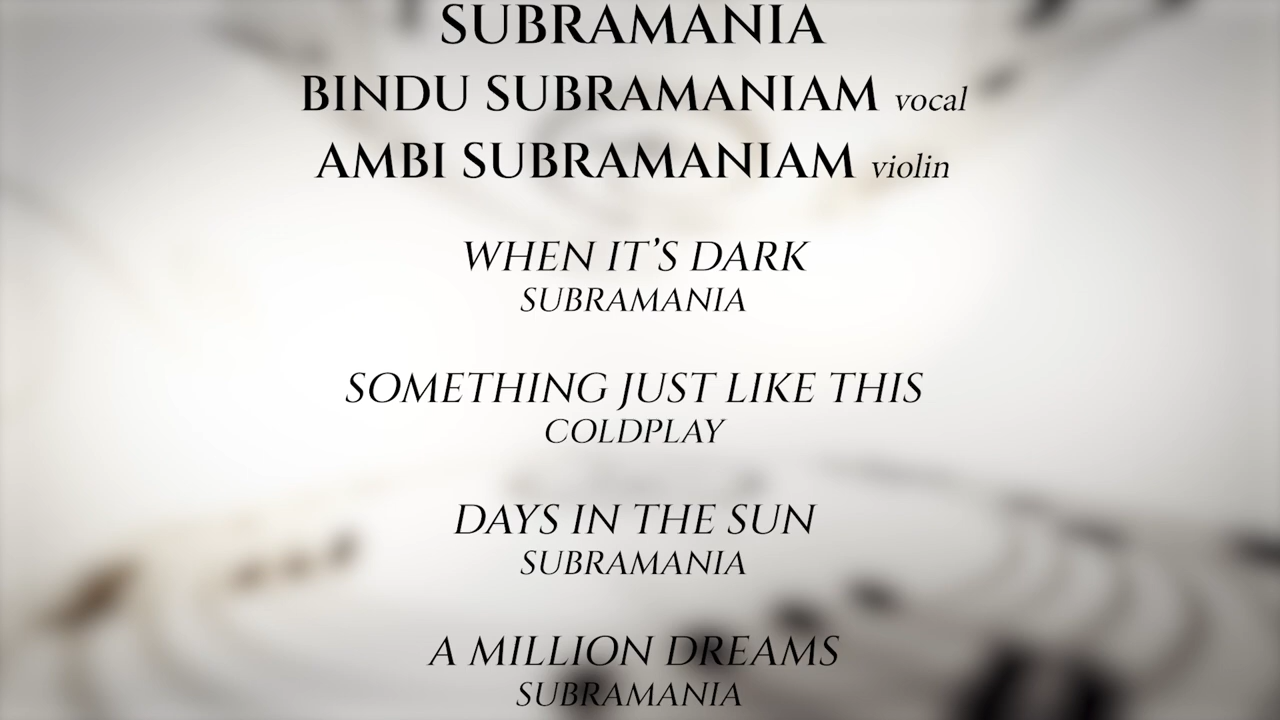 SUBRAMANIA
BINDU SUBRAMANIAM vocal
AMBI SUBRAMANIAM violin
WHEN IT’S DARK
SUBRAMANIA
SOMETHING JUST LIKE THIS
COLDPLAY
DAYS IN THE SUN
SUBRAMANIA
A MILLION DREAMS
SUBRAMANIA